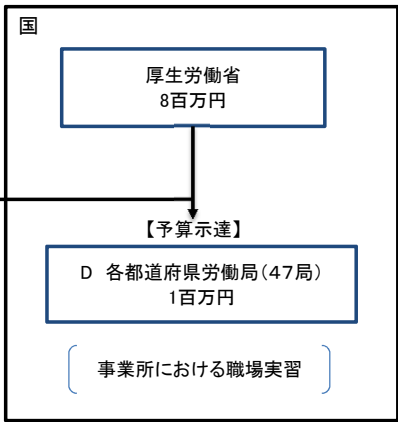 国
厚生労働省
8百万円
【予算示達】
D 各都道府県労働局(47局)
1百万円
事業所における職場実習